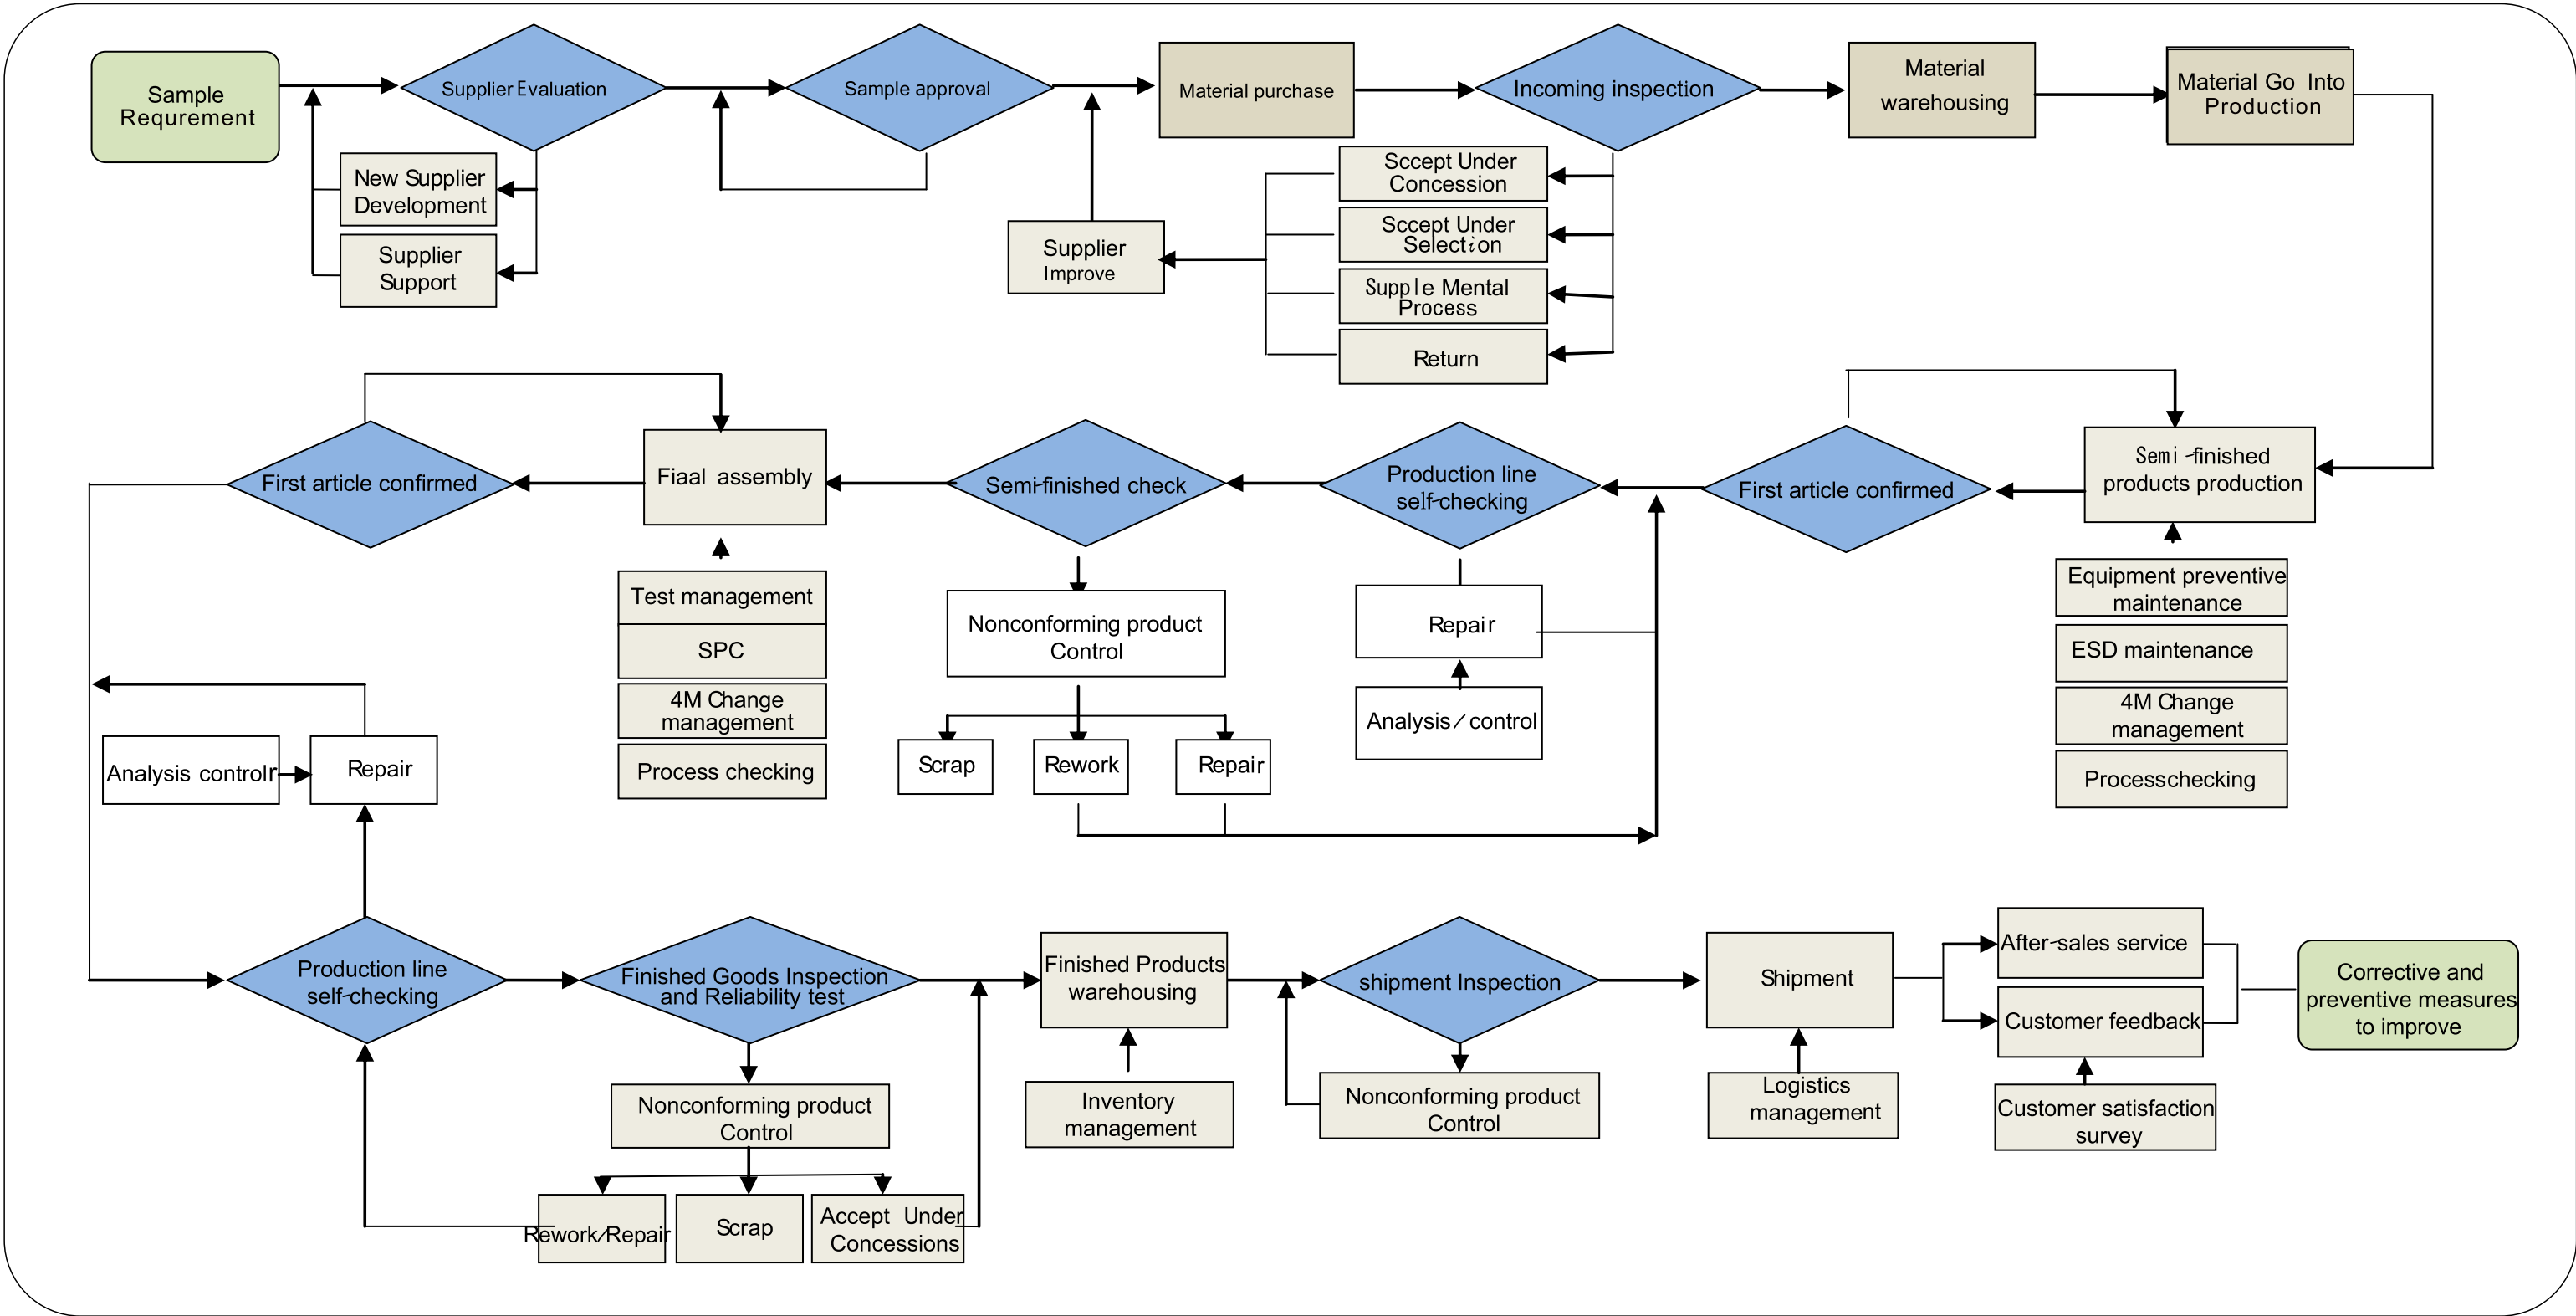 Sample
Requrement
Supplier Evaluation
Sample approval
Material purchase
Incoming inspection
Material
warehousing
Material Go Into
Production
New Supplier
Development
Supplier
Support
Supplier
Improve
Sccept Under
Concession
Sccept Under
Selection
Supple Mental
Process
Return
First article confirmed
Fiaal assembly
Semi-finished check
Production line
self-checking
First article confirmed
Semi-finished
products production
Test management
SPC
4M Change
management
Process checking
Nonconforming product
Control
Scrap
Rework
Repair
Repair
Analysis/control
Equipment preventive
maintenance
ESD maintenance
4M Change
management
Processchecking
Analysis controlr
Repair
Production line
self-checking
Finished Goods Inspection
and Reliability test
Finished Products
warehousing
shipment Inspection
Shipment
After-sales service
Customer feedback
Corrective and
preventive measures
to improve
Nonconforming product
Control
Inventory
management
Nonconforming product
Control
Logistics
management
Customer satisfaction
survey
Rework/Repair
Scrap
Accept Under
Concessions